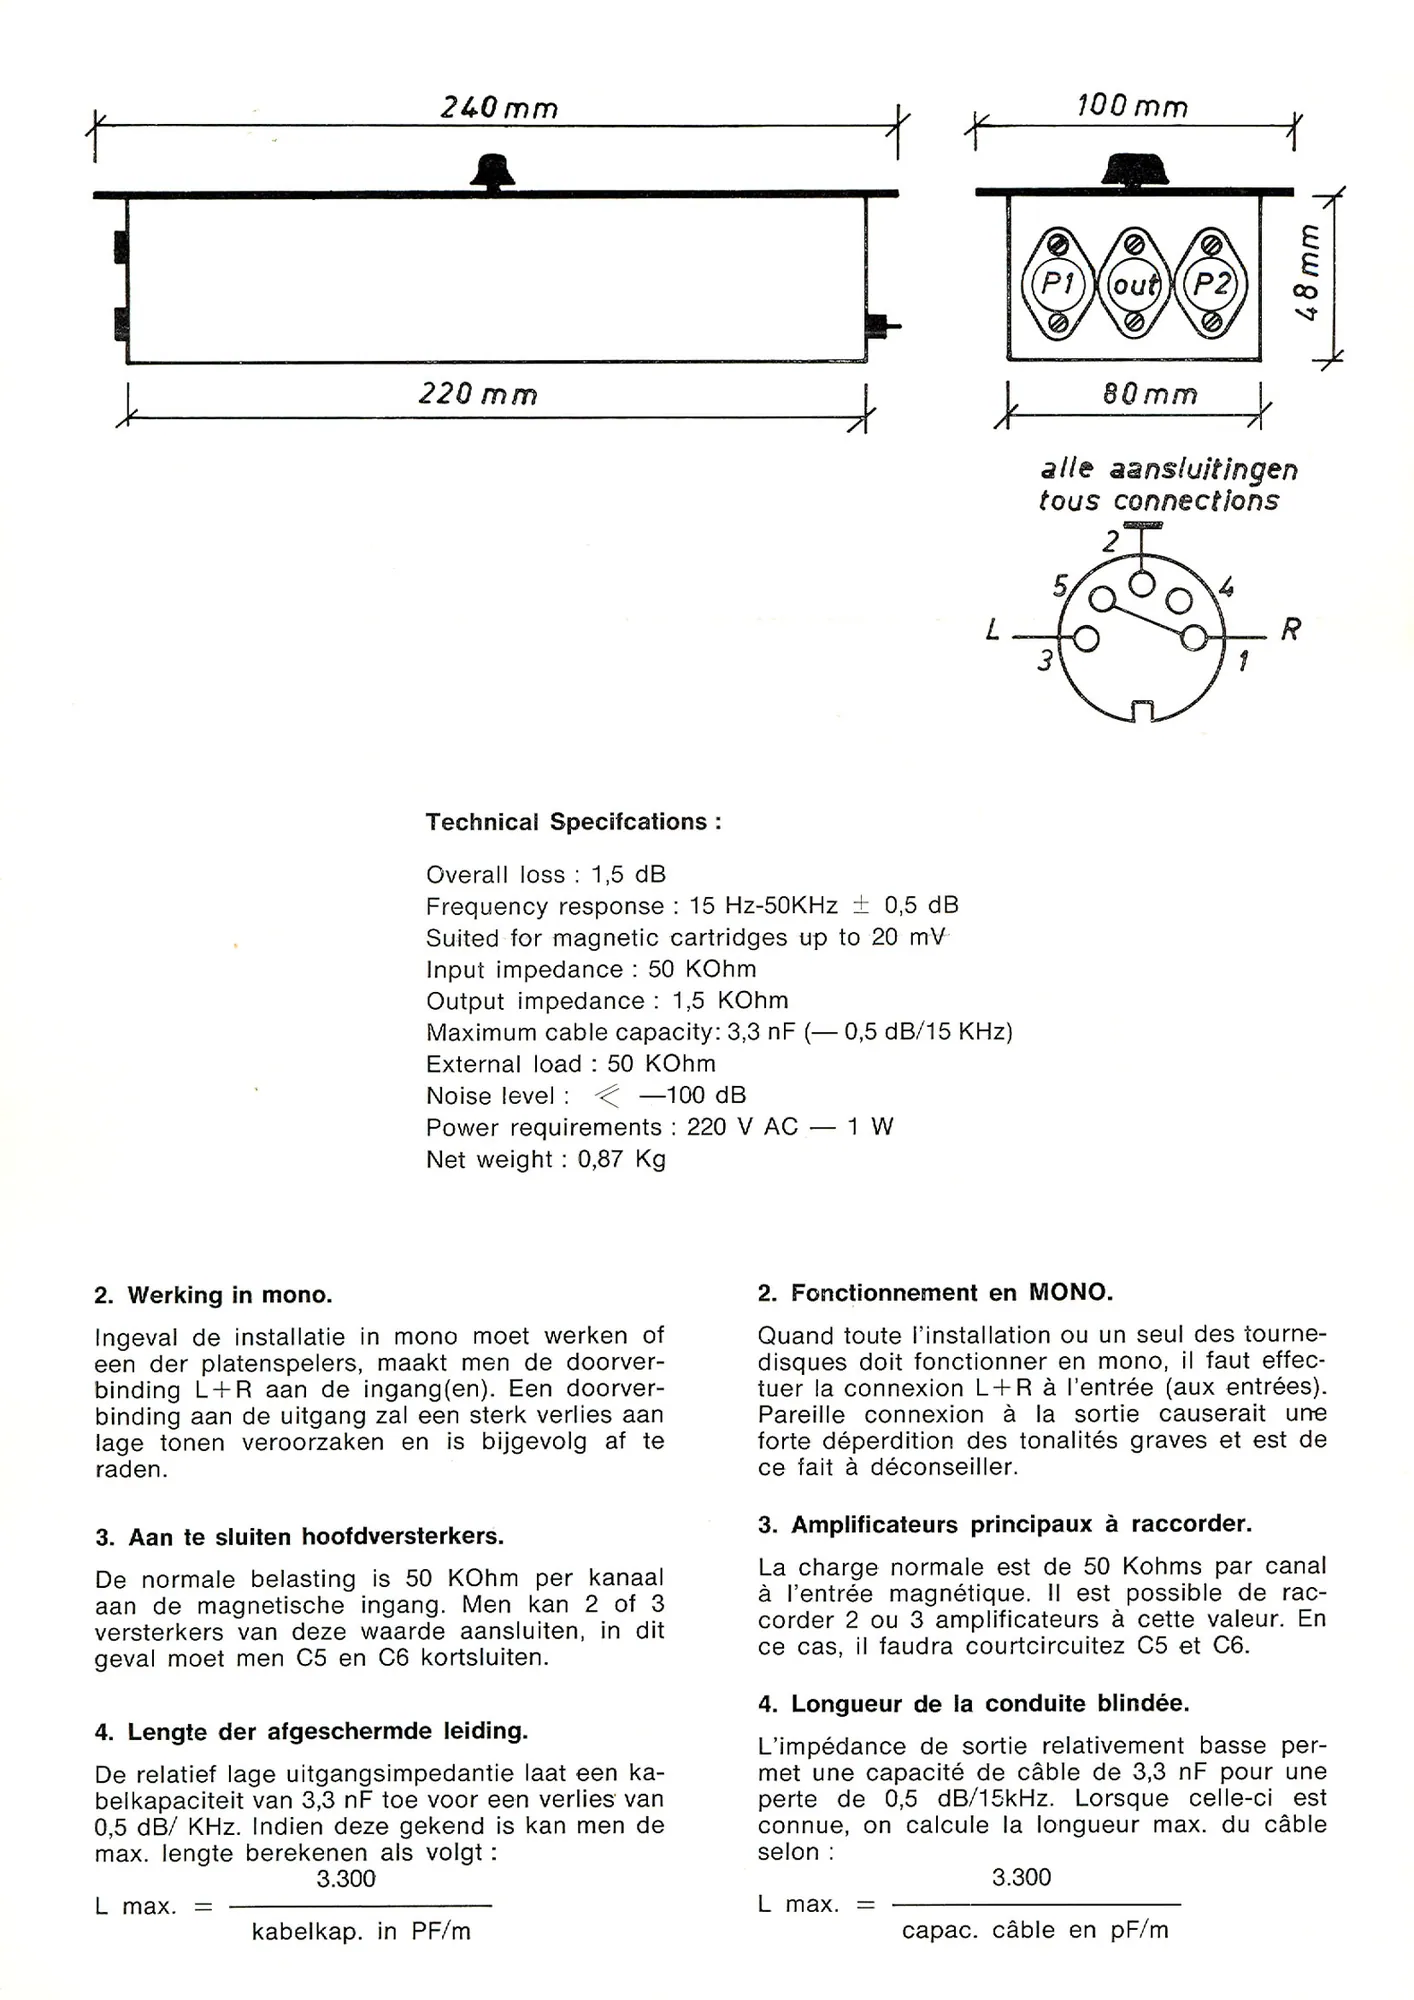 240 mm
100 mm
P1
out
P2
48 mm
220 mm
80 mm
alle aansluitingen
tous connections
2
5
4
L
R
3
1
Technical Specifcations :
Overall loss : 1,5 dB
Frequency response : 15 Hz-50KHz ± 0,5 dB
Suited for magnetic cartridges up to 20 mV
Input impedance : 50 KOhm
Output impedance : 1,5 KOhm
Maximum cable capacity: 3,3 nF (— 0,5 dB/15 KHz)
External load : 50 KOhm
Noise level : ≪ —100 dB
Power requirements : 220 V AC — 1 W
Net weight : 0,87 Kg
2. Werking in mono.
Ingeval de installatie in mono moet werken of
een der platenspelers, maakt men de doorver-
binding L+R aan de ingang(en). Een doorver-
binding aan de uitgang zal een sterk verlies aan
lage tonen veroorzaken en is bijgevolg af te
raden.
3. Aan te sluiten hoofdversterkers.
De normale belasting is 50 KOhm per kanaal
aan de magnetische ingang. Men kan 2 of 3
versterkers van deze waarde aansluiten, in dit
geval moet men C5 en C6 kortsluiten.
4. Lengte der afgeschermde leiding.
De relatief lage uitgangsimpedantie laat een ka-
belkapaciteit van 3,3 nF toe voor een verlies van
0,5 dB/ KHz. Indien deze gekend is kan men de
max. lengte berekenen als volgt :
3.300
L max. =
kabelkap. in PF/m
2. Fonctionnement en MONO.
Quand toute l'installation ou un seul des tourne-
disques doit fonctionner en mono, il faut effec-
tuer la connexion L+R à l'entrée (aux entrées).
Pareille connexion à la sortie causerait une
forte déperdition des tonalités graves et est de
ce fait à déconseiller.
3. Amplificateurs principaux à raccorder.
La charge normale est de 50 Kohms par canal
à l'entrée magnétique. Il est possible de rac-
corder 2 ou 3 amplificateurs à cette valeur. En
ce cas, il faudra courtcircuitez C5 et C6.
4. Longueur de la conduite blindée.
L'impédance de sortie relativement basse per-
met une capacité de câble de 3,3 nF pour une
perte de 0,5 dB/15kHz. Lorsque celle-ci est
connue, on calcule la longueur max. du câble
selon :
3.300
L max. =
capac. câble en pF/m